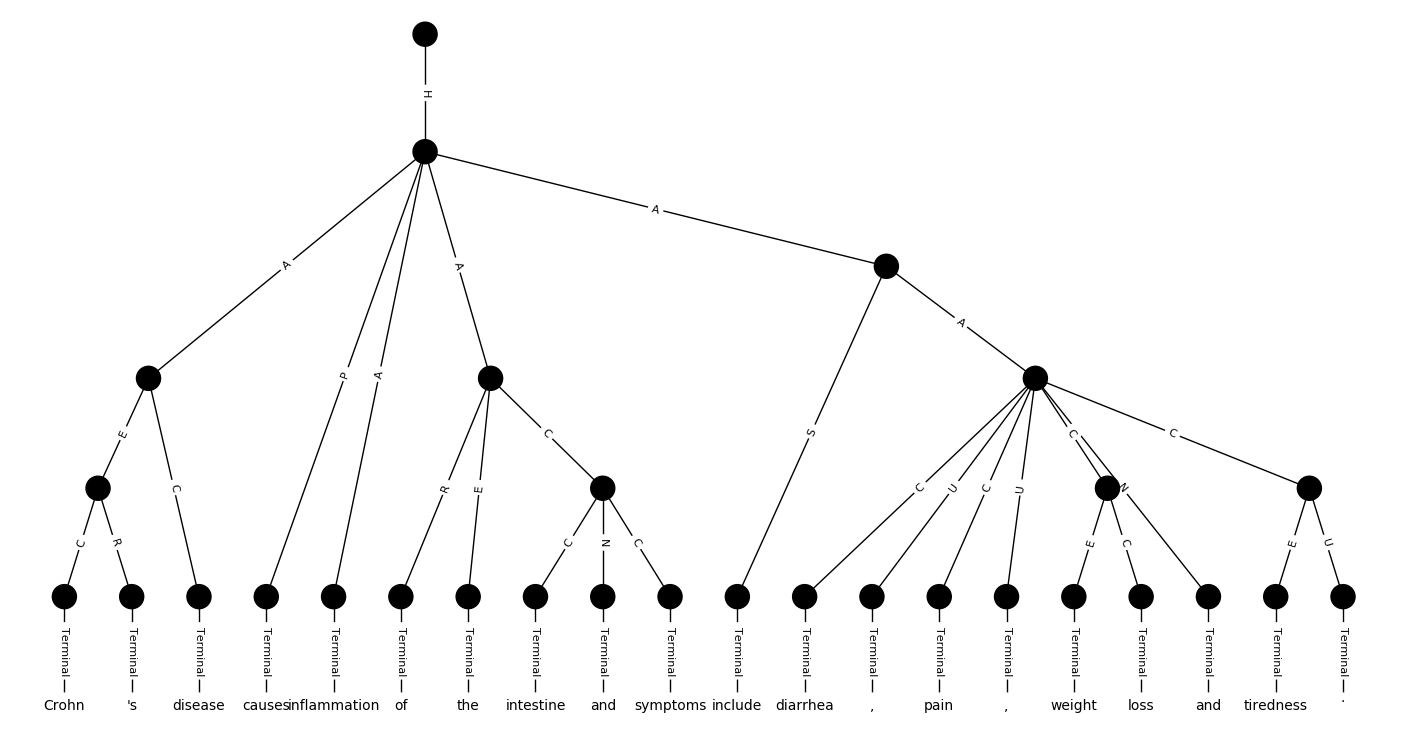 H
A
A
A
P
A
S
A
E
C
R
E
C
C
U
C
U
C
N
C
C
R
C
N
C
E
C
E
U
Terminal Terminal Terminal Terminal Terminal Terminal Terminal Terminal Terminal Terminal Terminal Terminal Terminal Terminal Terminal Terminal Terminal Terminal Terminal Terminal
Crohn 's disease causes inflammation of the intestine and symptoms include diarrhea , pain , weight loss and tiredness .